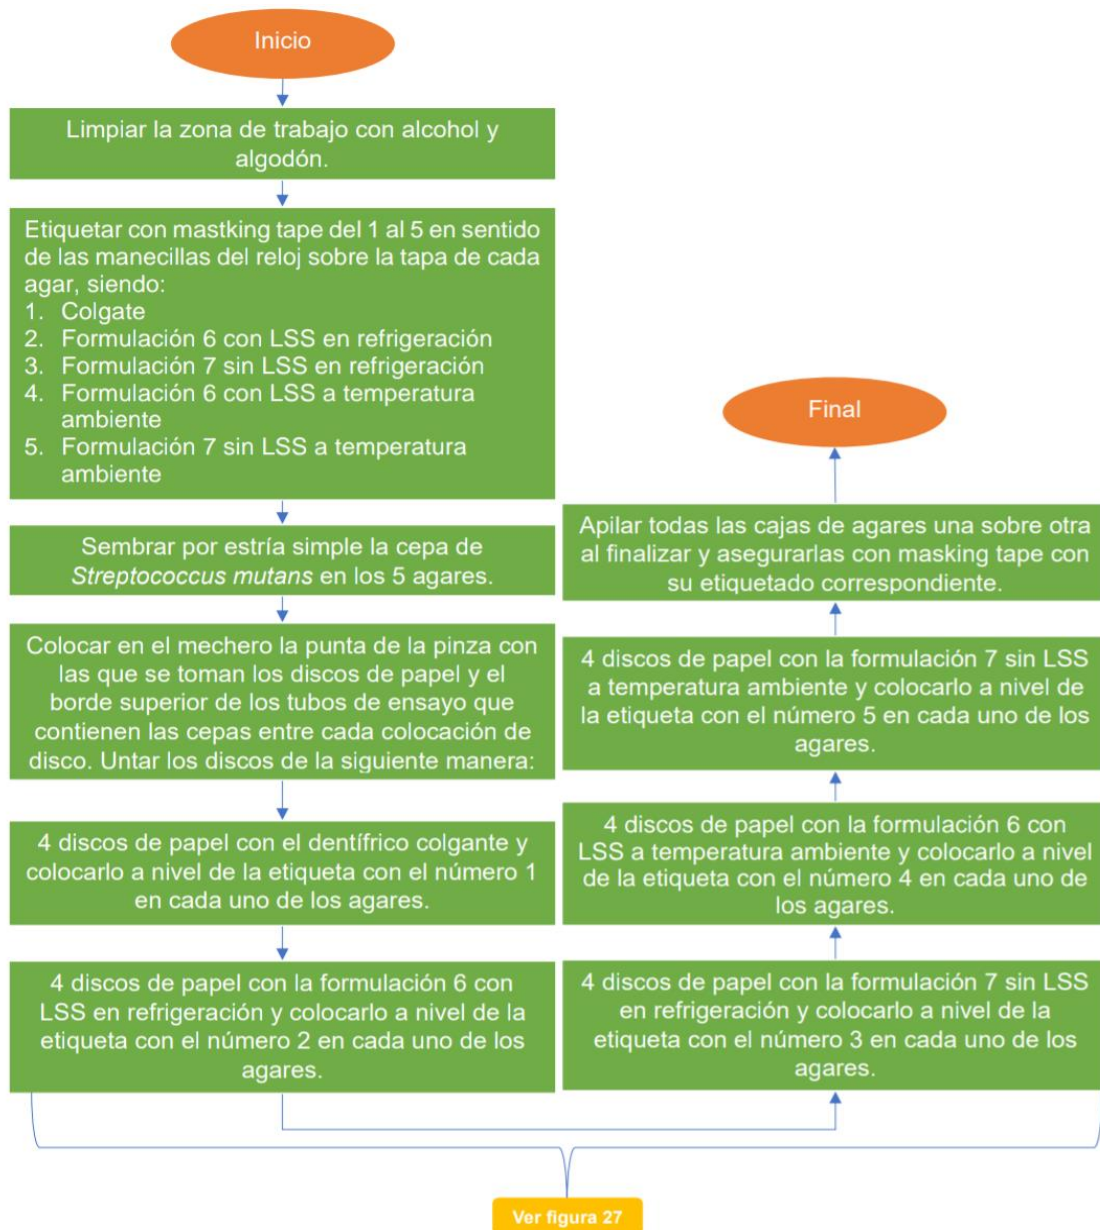 Inicio
Limpiar la zona de trabajo con alcohol y
algodón.
Etiquetar con mastking tape del 1 al 5 en sentido
de las manecillas del reloj sobre la tapa de cada
agar, siendo:
1. Colgate
2. Formulación 6 con LSS en refrigeración
3. Formulación 7 sin LSS en refrigeración
4. Formulación 6 con LSS a temperatura
ambiente
5. Formulación 7 sin LSS a temperatura
ambiente
Sembrar por estría simple la cepa de
Streptococcus mutans en los 5 agares.
Colocar en el mechero la punta de la pinza con
las que se toman los discos de papel y el
borde superior de los tubos de ensayo que
contienen las cepas entre cada colocación de
disco. Untar los discos de la siguiente manera:
4 discos de papel con el dentífrico colgante y
colocarlo a nivel de la etiqueta con el número 1
en cada uno de los agares.
4 discos de papel con la formulación 6 con
LSS en refrigeración y colocarlo a nivel de la
etiqueta con el número 2 en cada uno de los
agares.
4 discos de papel con la formulación 7 sin LSS
en refrigeración y colocarlo a nivel de la
etiqueta con el número 3 en cada uno de los
agares.
4 discos de papel con la formulación 6 con
LSS a temperatura ambiente y colocarlo a nivel
de la etiqueta con el número 4 en cada uno de
los agares.
4 discos de papel con la formulación 7 sin LSS
a temperatura ambiente y colocarlo a nivel de
la etiqueta con el número 5 en cada uno de los
agares.
Apilar todas las cajas de agares una sobre otra
al finalizar y asegurarlas con masking tape con
su etiquetado correspondiente.
Final
Ver figura 27